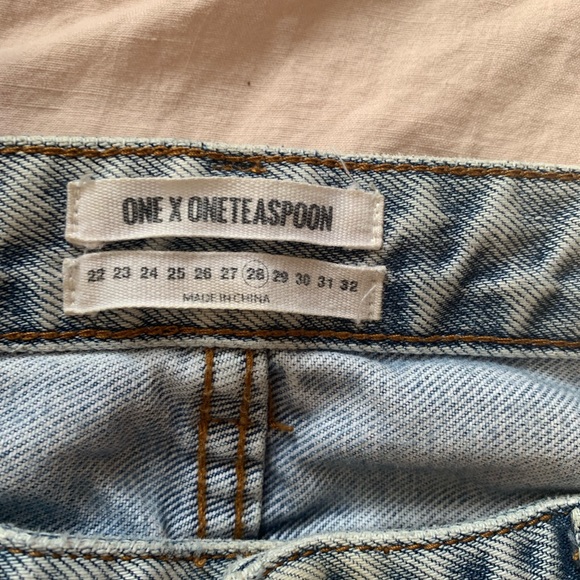 ONE X ONETEASPOON
22 23 24 25 26 27 28 29 30 31 32
MADE IN CHINA